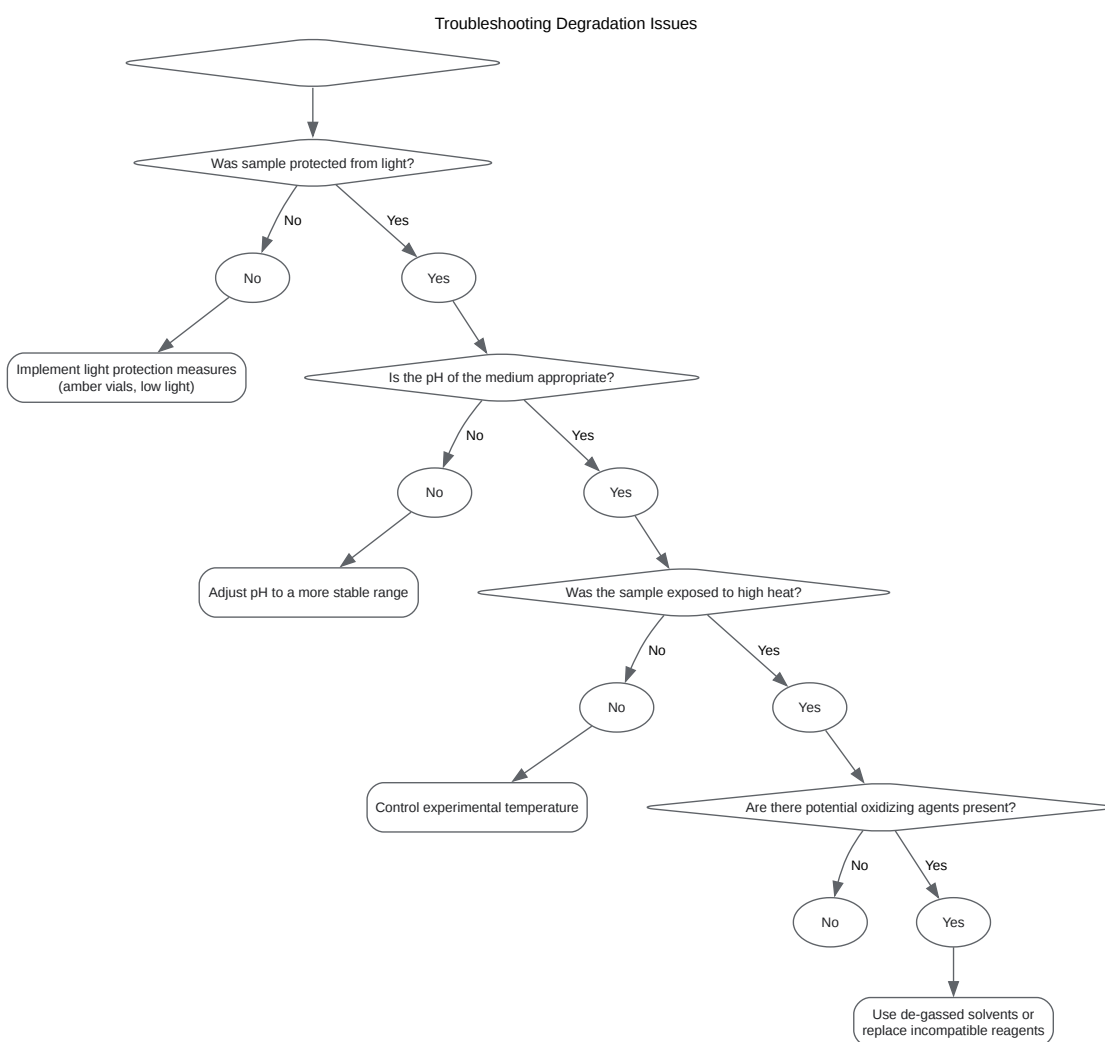 Troubleshooting Degradation Issues
Was sample protected from light?
No
Yes
No
Yes
Implement light protection measures
(amber vials, low light)
Is the pH of the medium appropriate?
No
Yes
No
Yes
Adjust pH to a more stable range
Was the sample exposed to high heat?
No
Yes
No
Yes
Control experimental temperature
Are there potential oxidizing agents present?
No
Yes
No
Yes
Use de-gassed solvents or
replace incompatible reagents